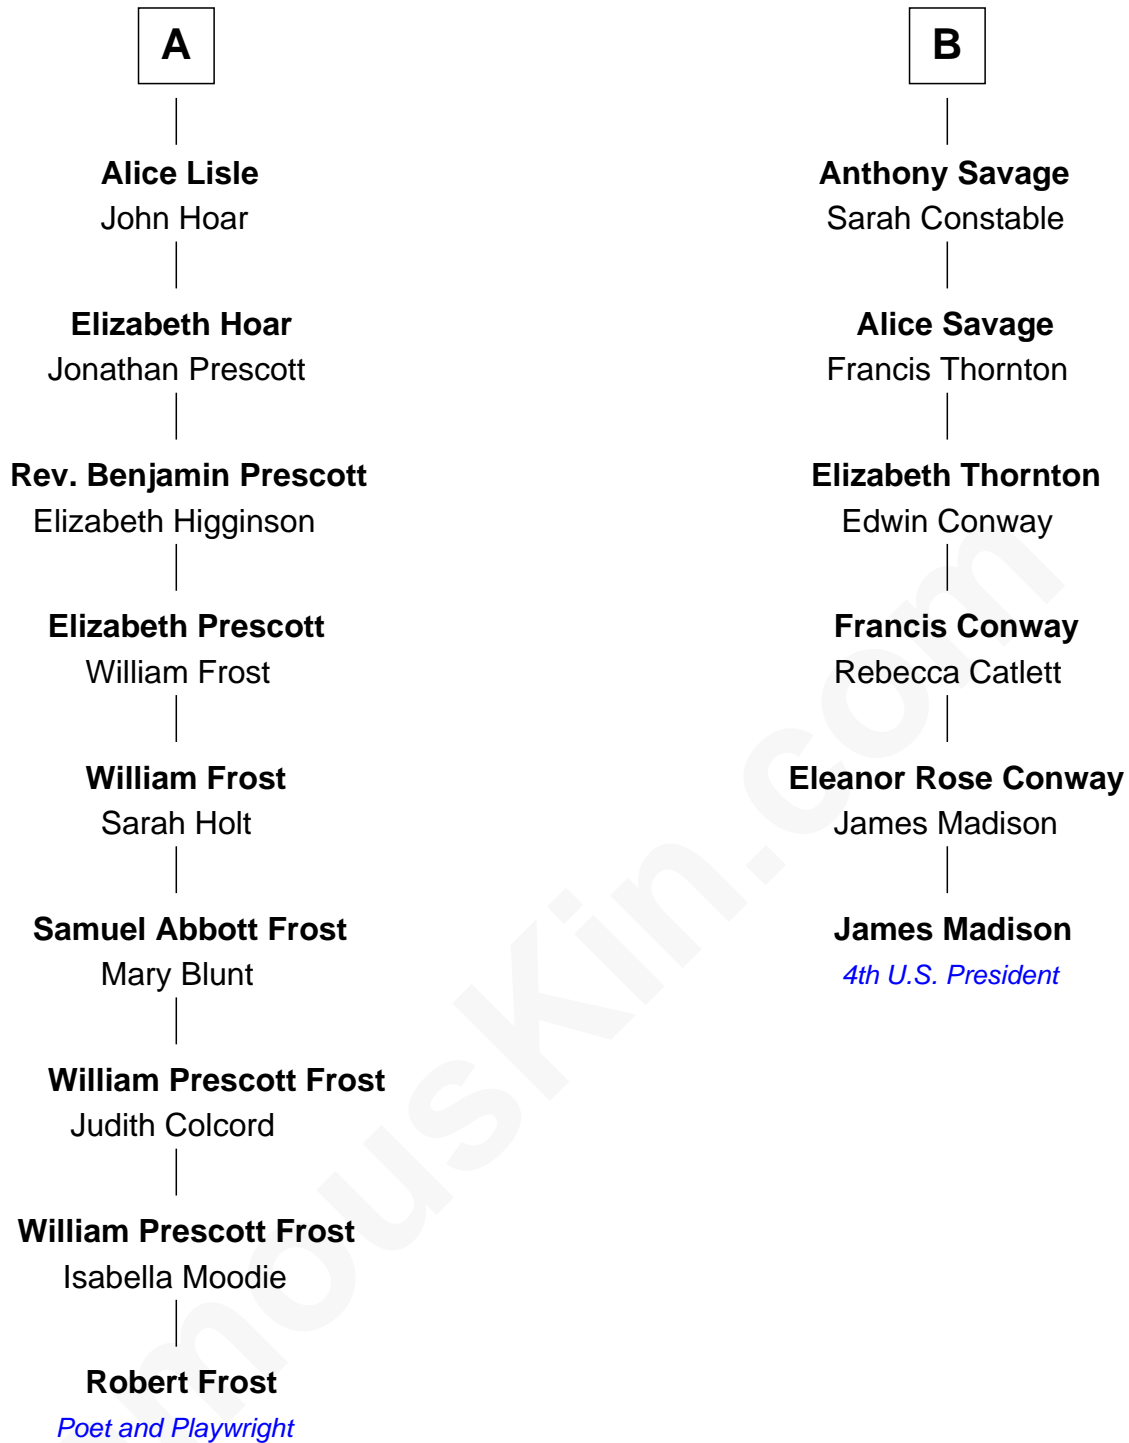 A
Alice Lisle
John Hoar
Elizabeth Hoar
Jonathan Prescott
Rev. Benjamin Prescott
Elizabeth Higginson
Elizabeth Prescott
William Frost
William Frost
Sarah Holt
Samuel Abbott Frost
Mary Blunt
William Prescott Frost
Judith Colcord
William Prescott Frost
Isabella Moodie
Robert Frost
Poet and Playwright
B
Anthony Savage
Sarah Constable
Alice Savage
Francis Thornton
Elizabeth Thornton
Edwin Conway
Francis Conway
Rebecca Catlett
Eleanor Rose Conway
James Madison
James Madison
4th U.S. President
mousKin.com